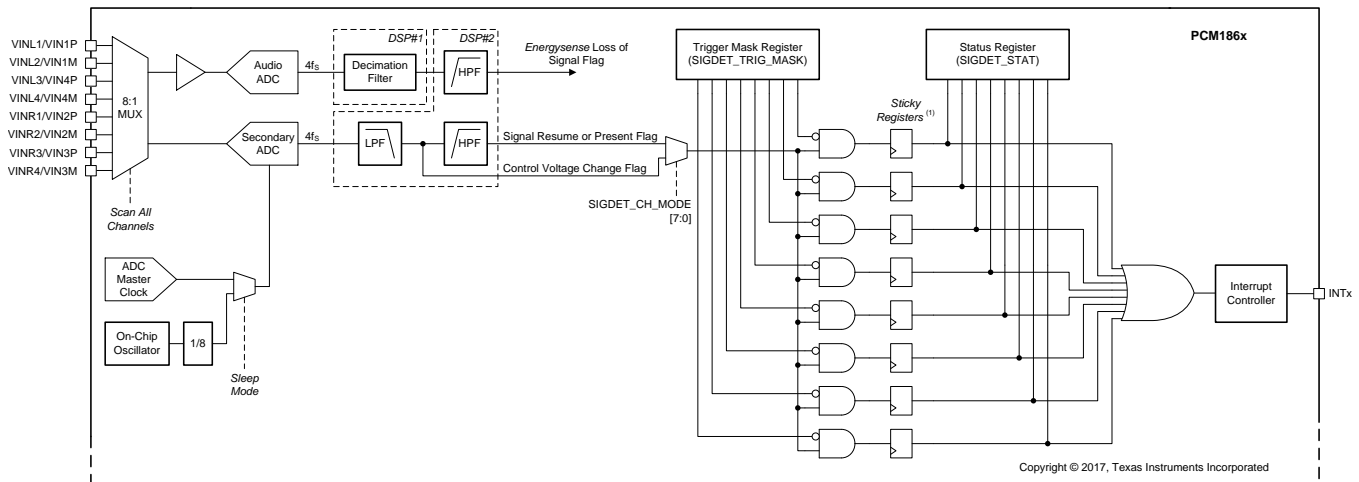 PCM186x
VINL1/VIN1P
VINL2/VIN1M
VINL3/VIN4P
VINL4/VIN4M
VINR1/VIN2P
VINR2/VIN2M
VINR3/VIN3P
VINR4/VIN3M
8:1
MUX
Scan All
Channels
Audio
ADC
4fS
Secondary
ADC
4fS
DSP#1
Decimation
Filter
DSP#2
HPF
Energysense Loss of
Signal Flag
LPF
HPF
Signal Resume or Present Flag
Control Voltage Change Flag
SIGDET_CH_MODE
[7:0]
ADC
Master
Clock
On-Chip
Oscillator
1/8
Sleep
Mode
Trigger Mask Register
(SIGDET_TRIG_MASK)
Status Register
(SIGDET_STAT)
Sticky
Registers (1)
Interrupt
Controller
INTx
Copyright © 2017, Texas Instruments Incorporated